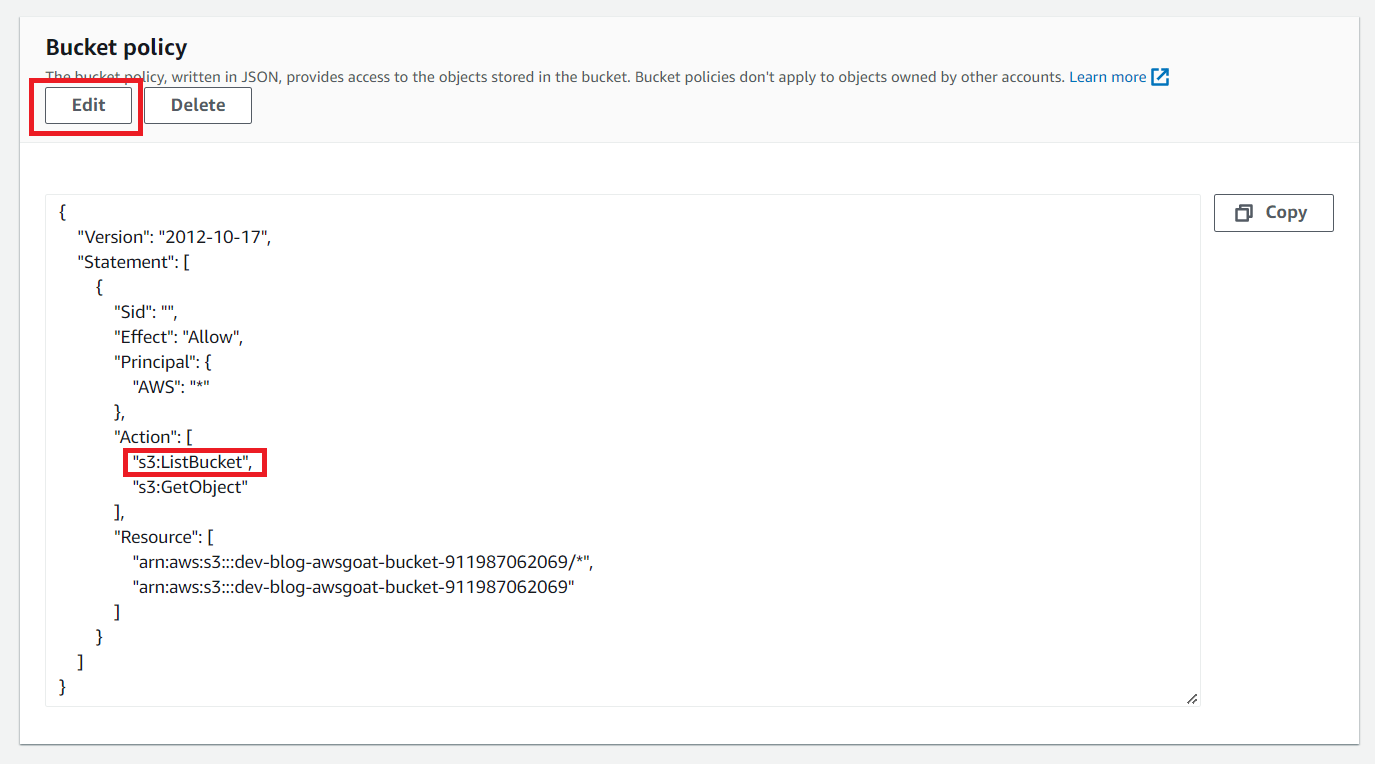 Bucket policy
The bucket policy, written in JSON, provides access to the objects stored in the bucket. Bucket policies don't apply to objects owned by other accounts. Learn more
Edit
Delete
Copy
{
"Version": "2012-10-17",
"Statement": [
{
"Sid": "",
"Effect": "Allow",
"Principal": {
"AWS": "*"
},
"Action": [
"s3:ListBucket",
"s3:GetObject"
],
"Resource": [
"arn:aws:s3:::dev-blog-awsgoat-bucket-911987062069/*",
"arn:aws:s3:::dev-blog-awsgoat-bucket-911987062069"
]
}
]
}